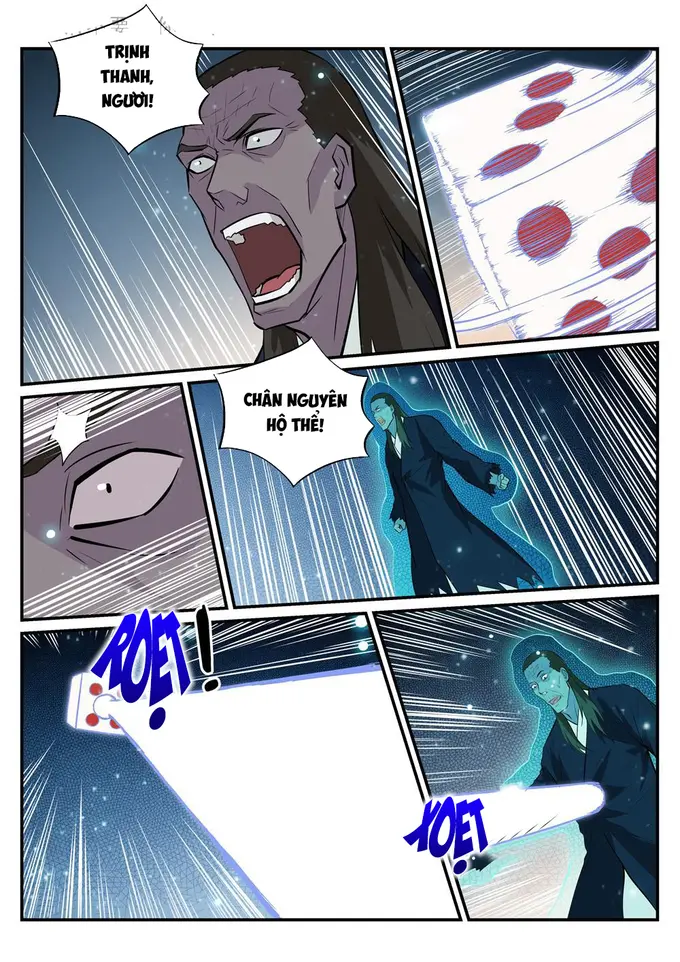 TRỊNH
THANH,
NGƯƠI!
CHÂN NGUYÊN
HỘ THỂ!
ROẸT!
XOẸT